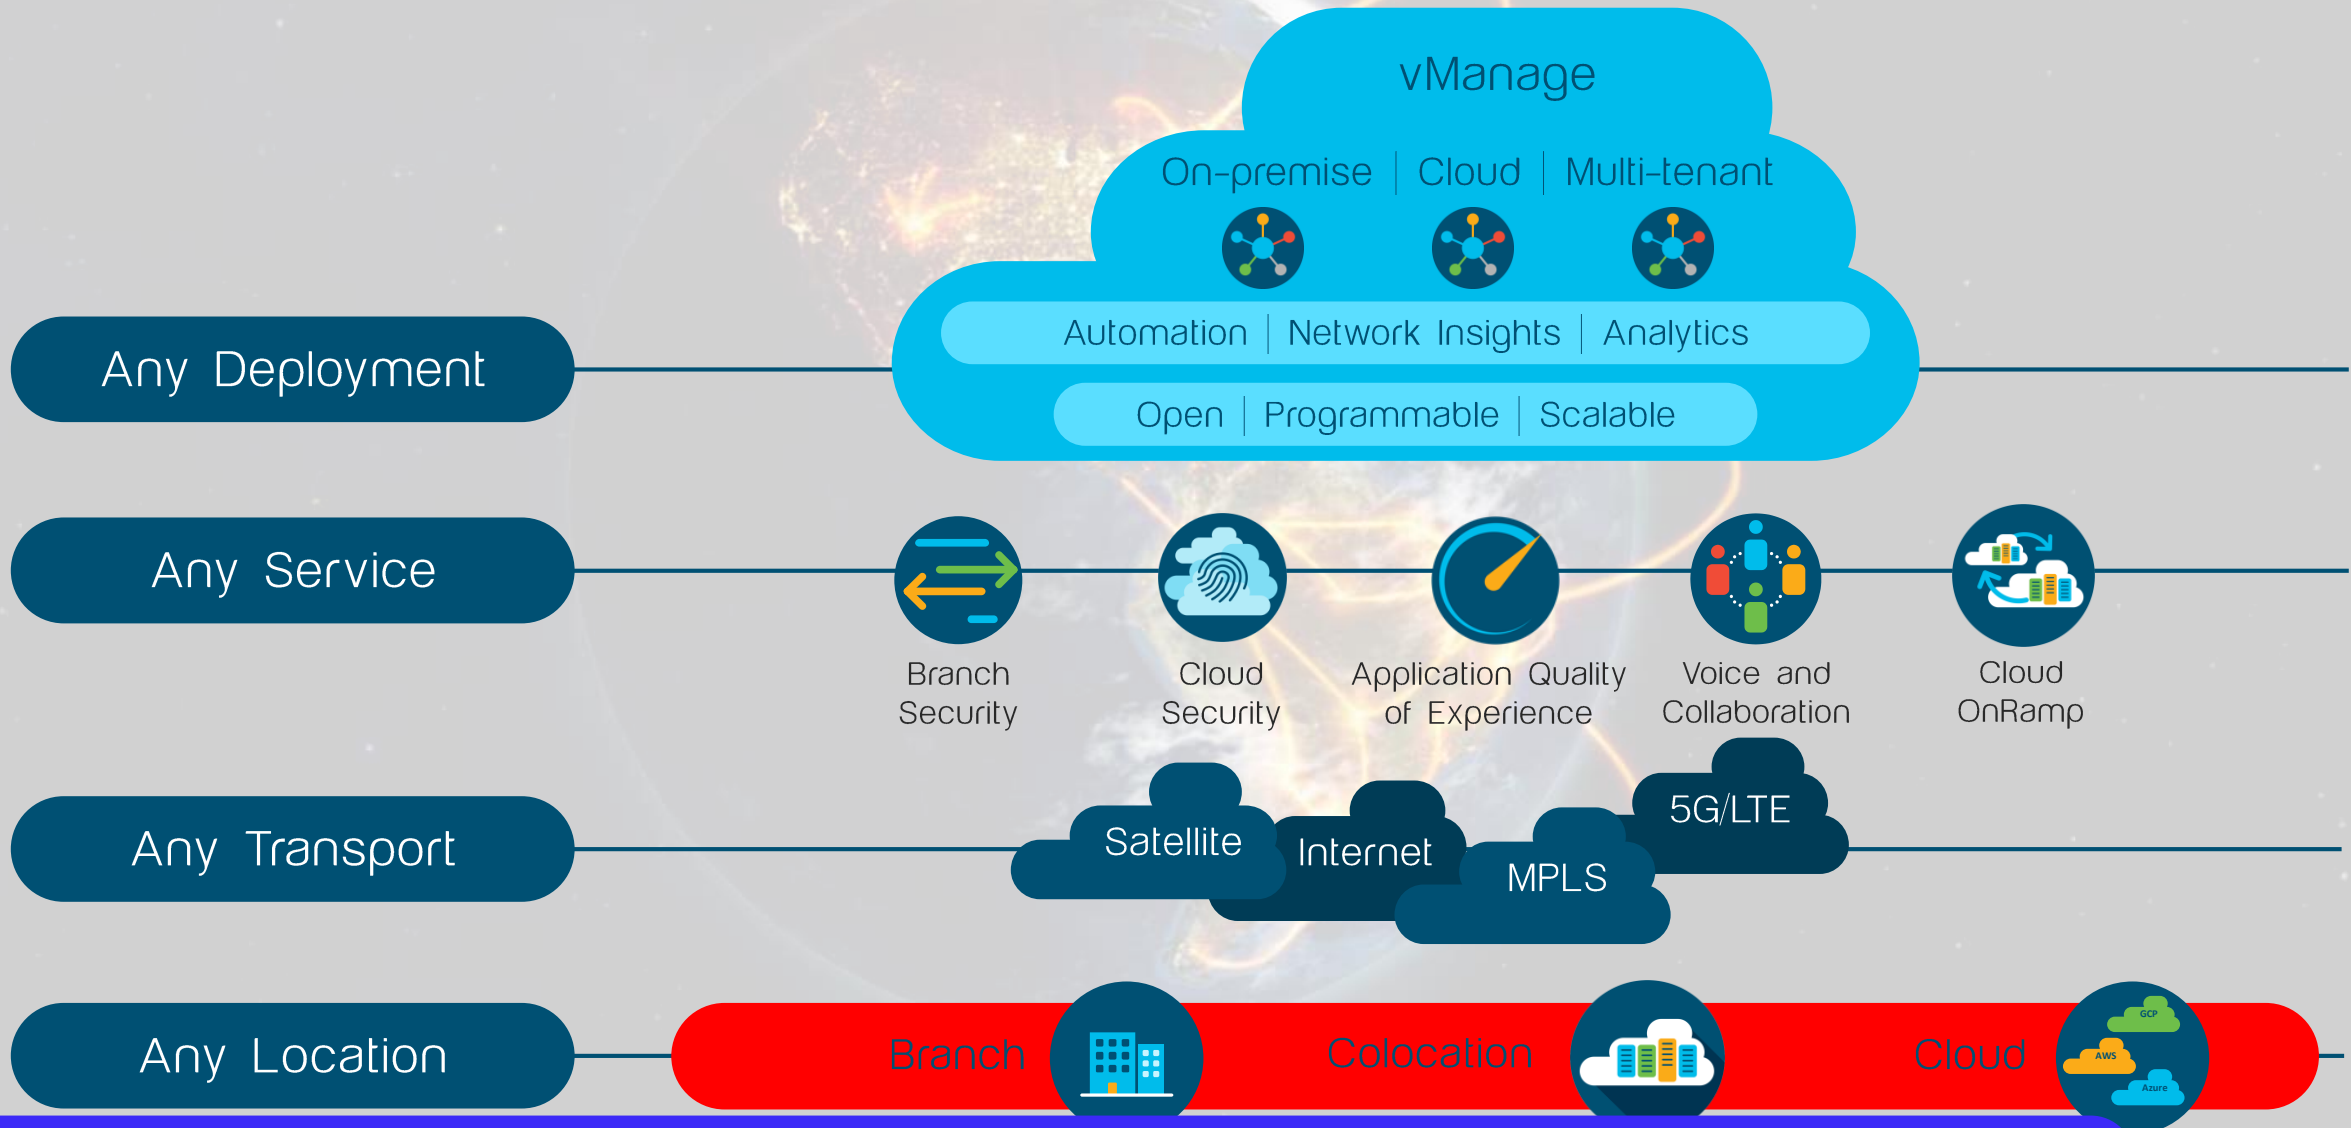 vManage
On-premise | Cloud | Multi-tenant
Any Deployment
Automation | Network Insights | Analytics
Open | Programmable | Scalable
Any Service
Branch
Security
Cloud
Security
Application Quality
of Experience
Voice and
Collaboration
Cloud
OnRamp
Any Transport
Satellite
Internet
MPLS
5G/LTE
Any Location
Branch
Colocation
Cloud
GCP
AWS
Azure